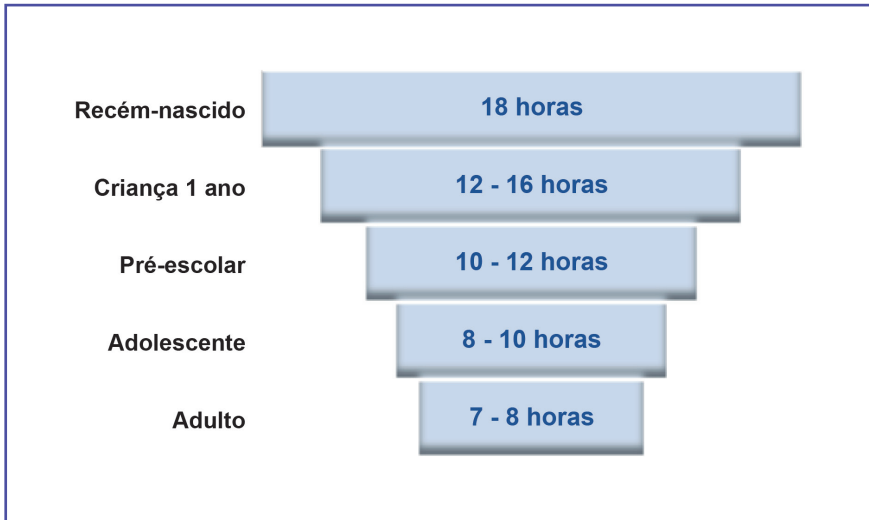 Recém-nascido 18 horas
Criança 1 ano 12 - 16 horas
Pré-escolar 10 - 12 horas
Adolescente 8 - 10 horas
Adulto 7 - 8 horas